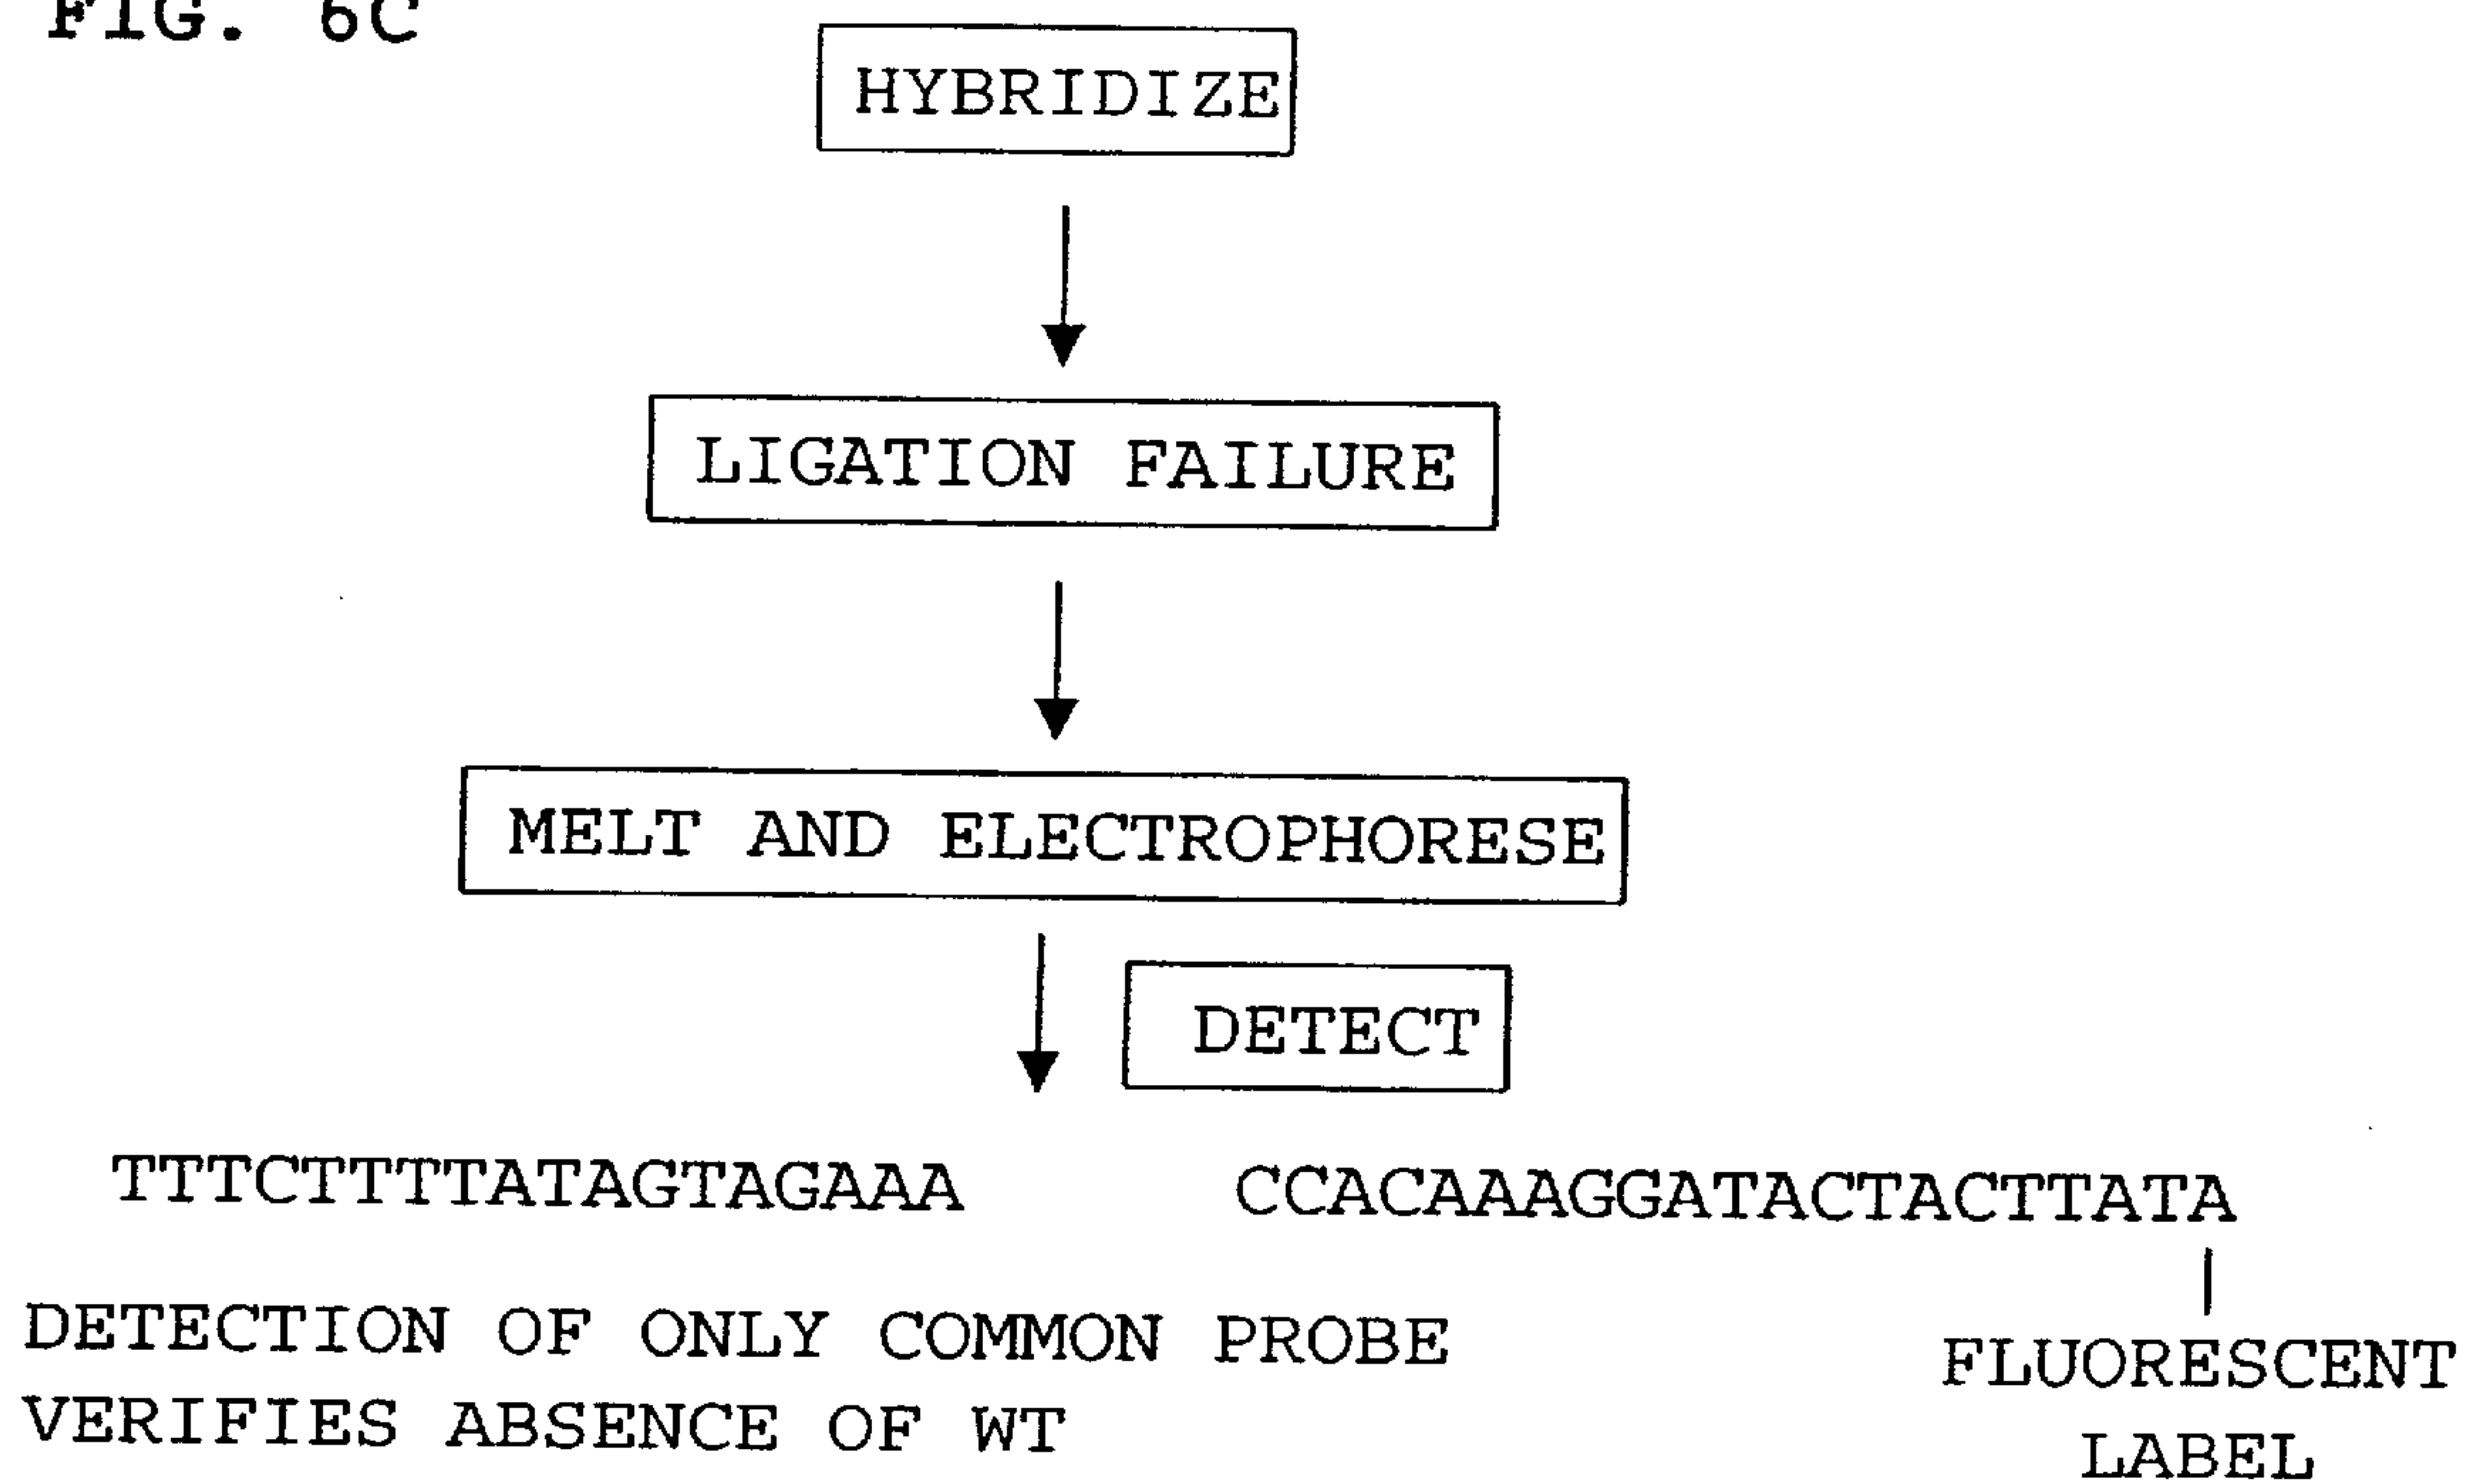 FIG. 6C
HYBRIDIZE
LIGATION FAILURE
MELT AND ELECTROPHORESE
DETECT
TTTCTTTTATAGTAGAAA CCACAAAGGATACTACTTATA
DETECTION OF ONLY COMMON PROBE
VERIFIES ABSENCE OF WT
FLUORESCENT
LABEL